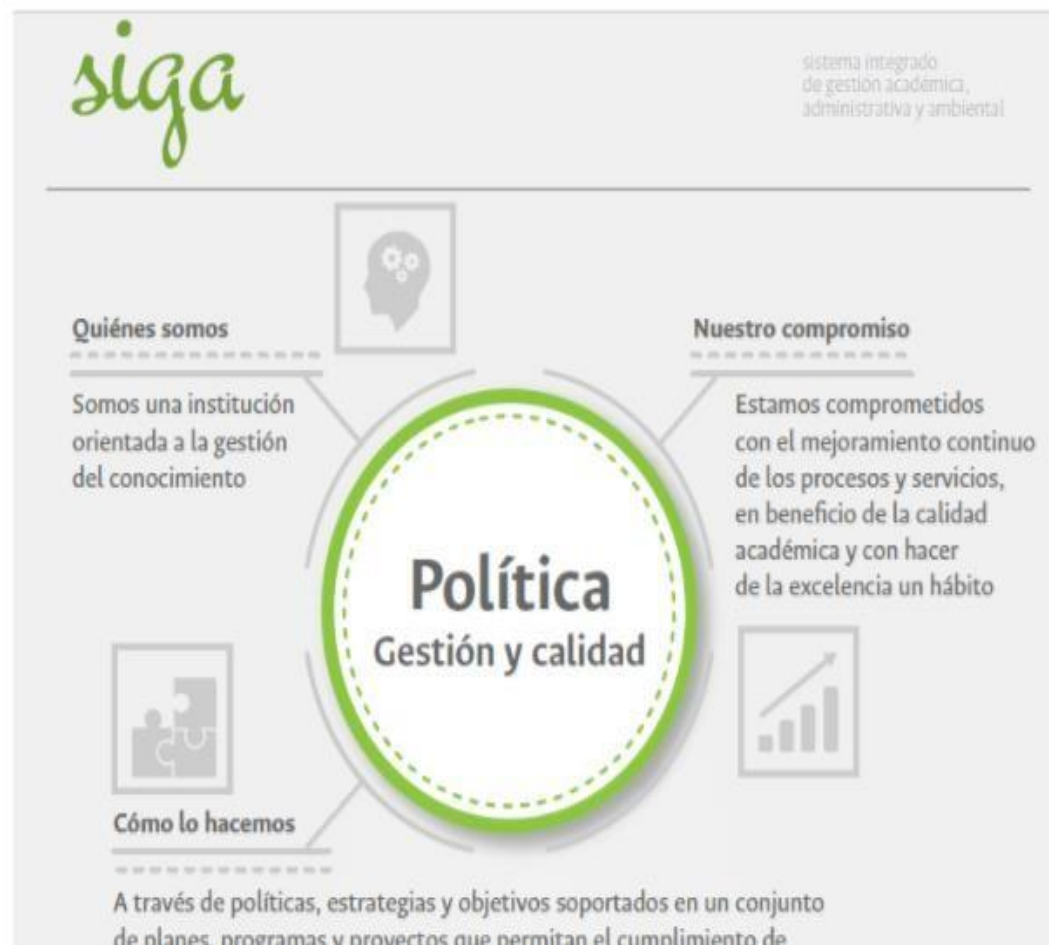 siga
sistema integrado
de gestión académica,
administrativa y ambiental
Quiénes somos
Somos una institución
orientada a la gestión
del conocimiento
Nuestro compromiso
Estamos comprometidos
con el mejoramiento continuo
de los procesos y servicios,
en beneficio de la calidad
académica y con hacer
de la excelencia un hábito
Política
Gestión y calidad
Cómo lo hacemos
A través de políticas, estrategias y objetivos soportados en un conjunto
de planes, programas y proyectos que permitan el cumplimiento de